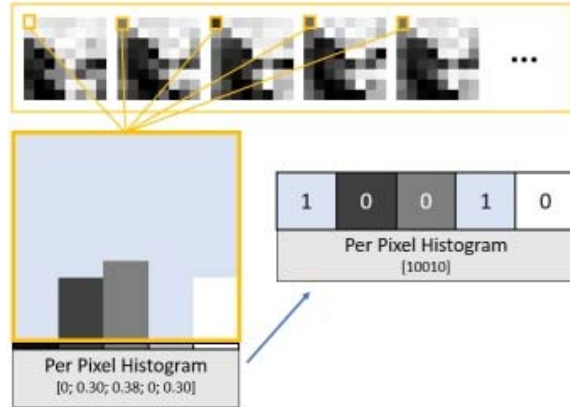 ...
1 0 0 1 0
Per Pixel Histogram
[10010]
Per Pixel Histogram
[0; 0.30; 0.38; 0; 0.30]